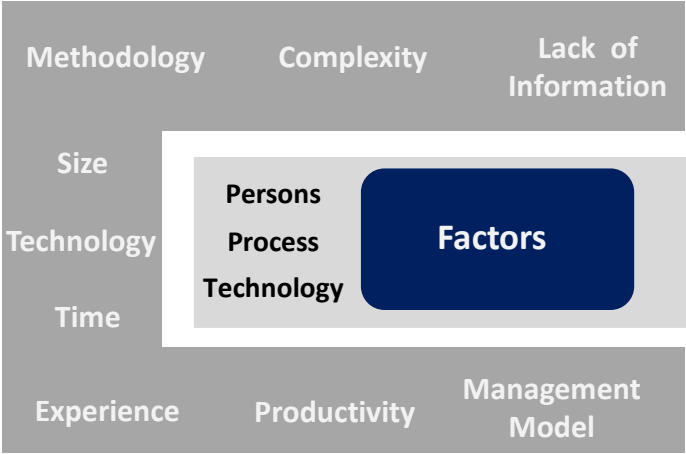 Methodology
Complexity
Lack of
Information
Size
Technology
Time
Persons
Process
Technology
Factors
Experience
Productivity
Management
Model